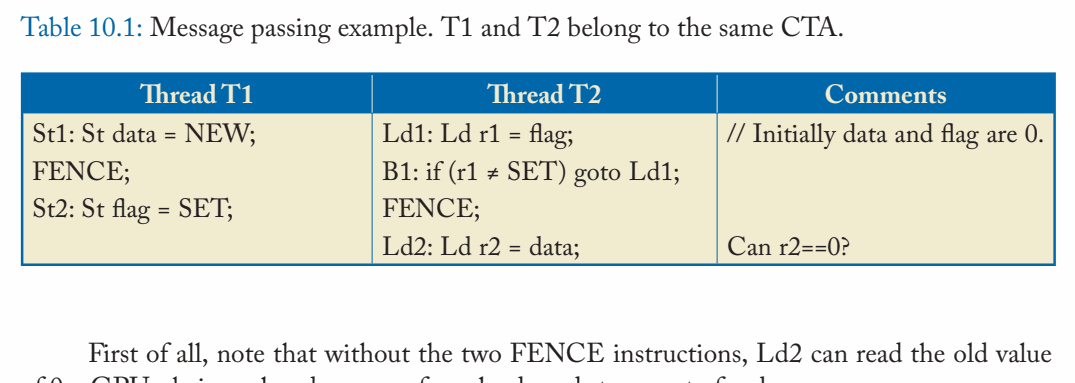 Table 10.1: Message passing example. T1 and T2 belong to the same CTA.
Thread T1 Thread T2 Comments
St1: St data = NEW; Ld1: Ld r1 = flag; // Initially data and flag are 0.
FENCE; B1: if (r1 ≠ SET) goto Ld1;
St2: St flag = SET; FENCE;
Ld2: Ld r2 = data; Can r2==0?
First of all, note that without the two FENCE instructions, Ld2 can read the old value